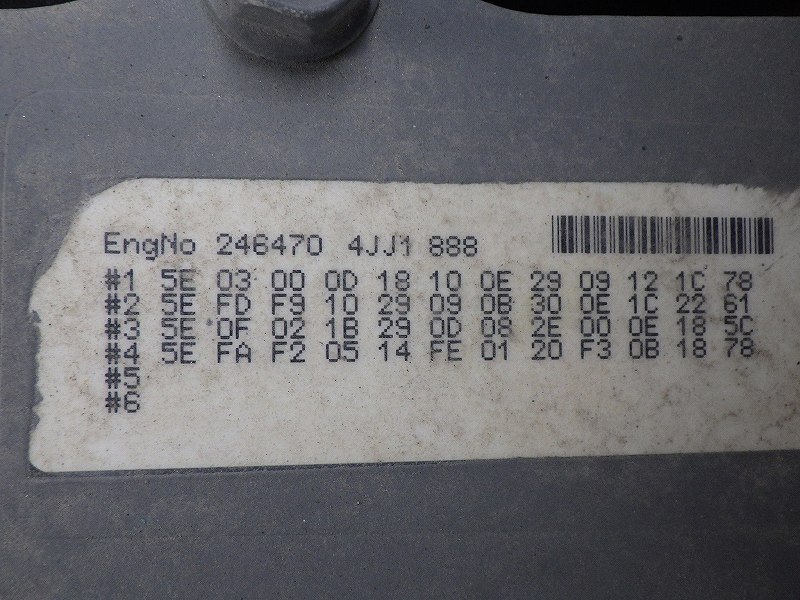 EngNo 246470 4JJ1 888
#1 5E 03 00 0D 18 10 0E 29 09 12 1C 78
#2 5E FD F9 10 29 09 0B 30 0E 1C 22 61
#3 5E 0F 02 1B 29 0D 08 2E 00 0E 18 5C
#4 5E FA F2 05 14 FE 01 20 F3 0B 18 78
#5
#6